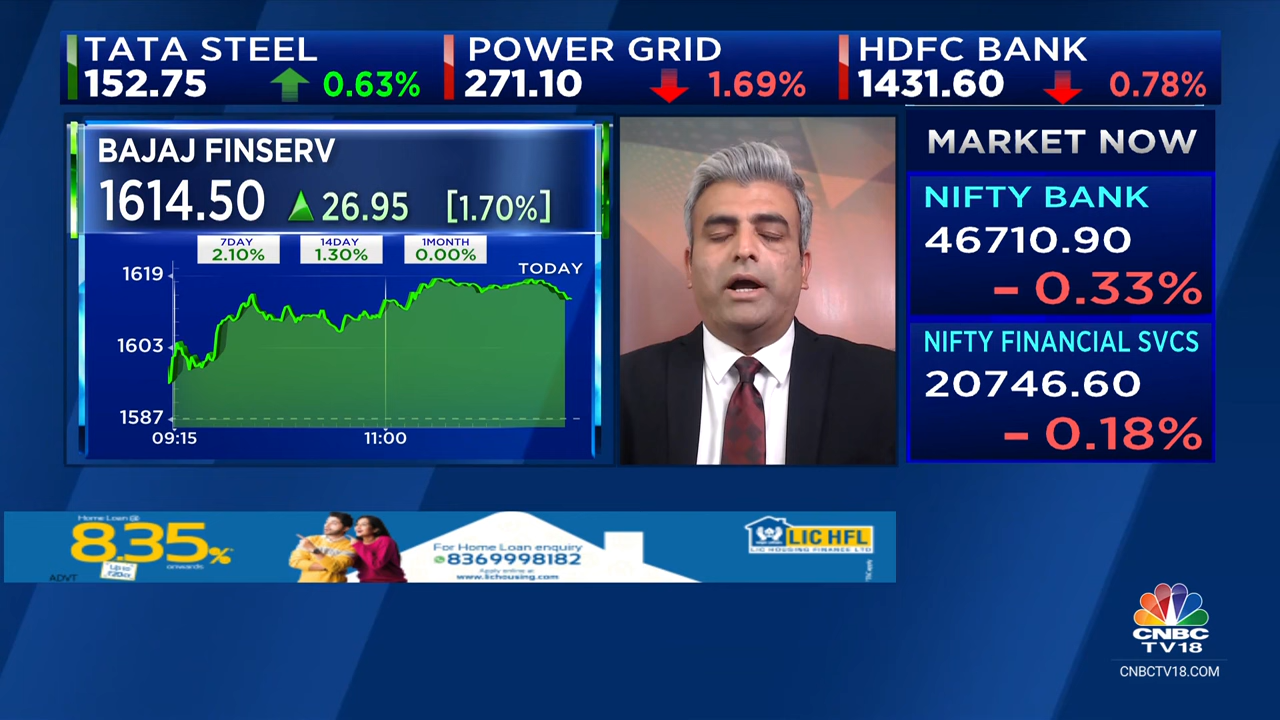 TATA STEEL
152.75 0.63%
POWER GRID
271.10 1.69%
HDFC BANK
1431.60 0.78%
BAJAJ FINSERV
1614.50 26.95 [1.70%]
7DAY
2.10%
14DAY
1.30%
1MONTH
0.00%
TODAY
1619
1603
1587
09:15 11:00
MARKET NOW
NIFTY BANK
46710.90
- 0.33%
NIFTY FINANCIAL SVCS
20746.60
- 0.18%
Home Loan @
8.35%
onwards
ADVT
For Home Loan enquiry
8369998182
Apply online at
www.lichousing.com
LIC HFL
LIC HOUSING FINANCE LTD
CNBC
TV18
CNBCTV18.COM